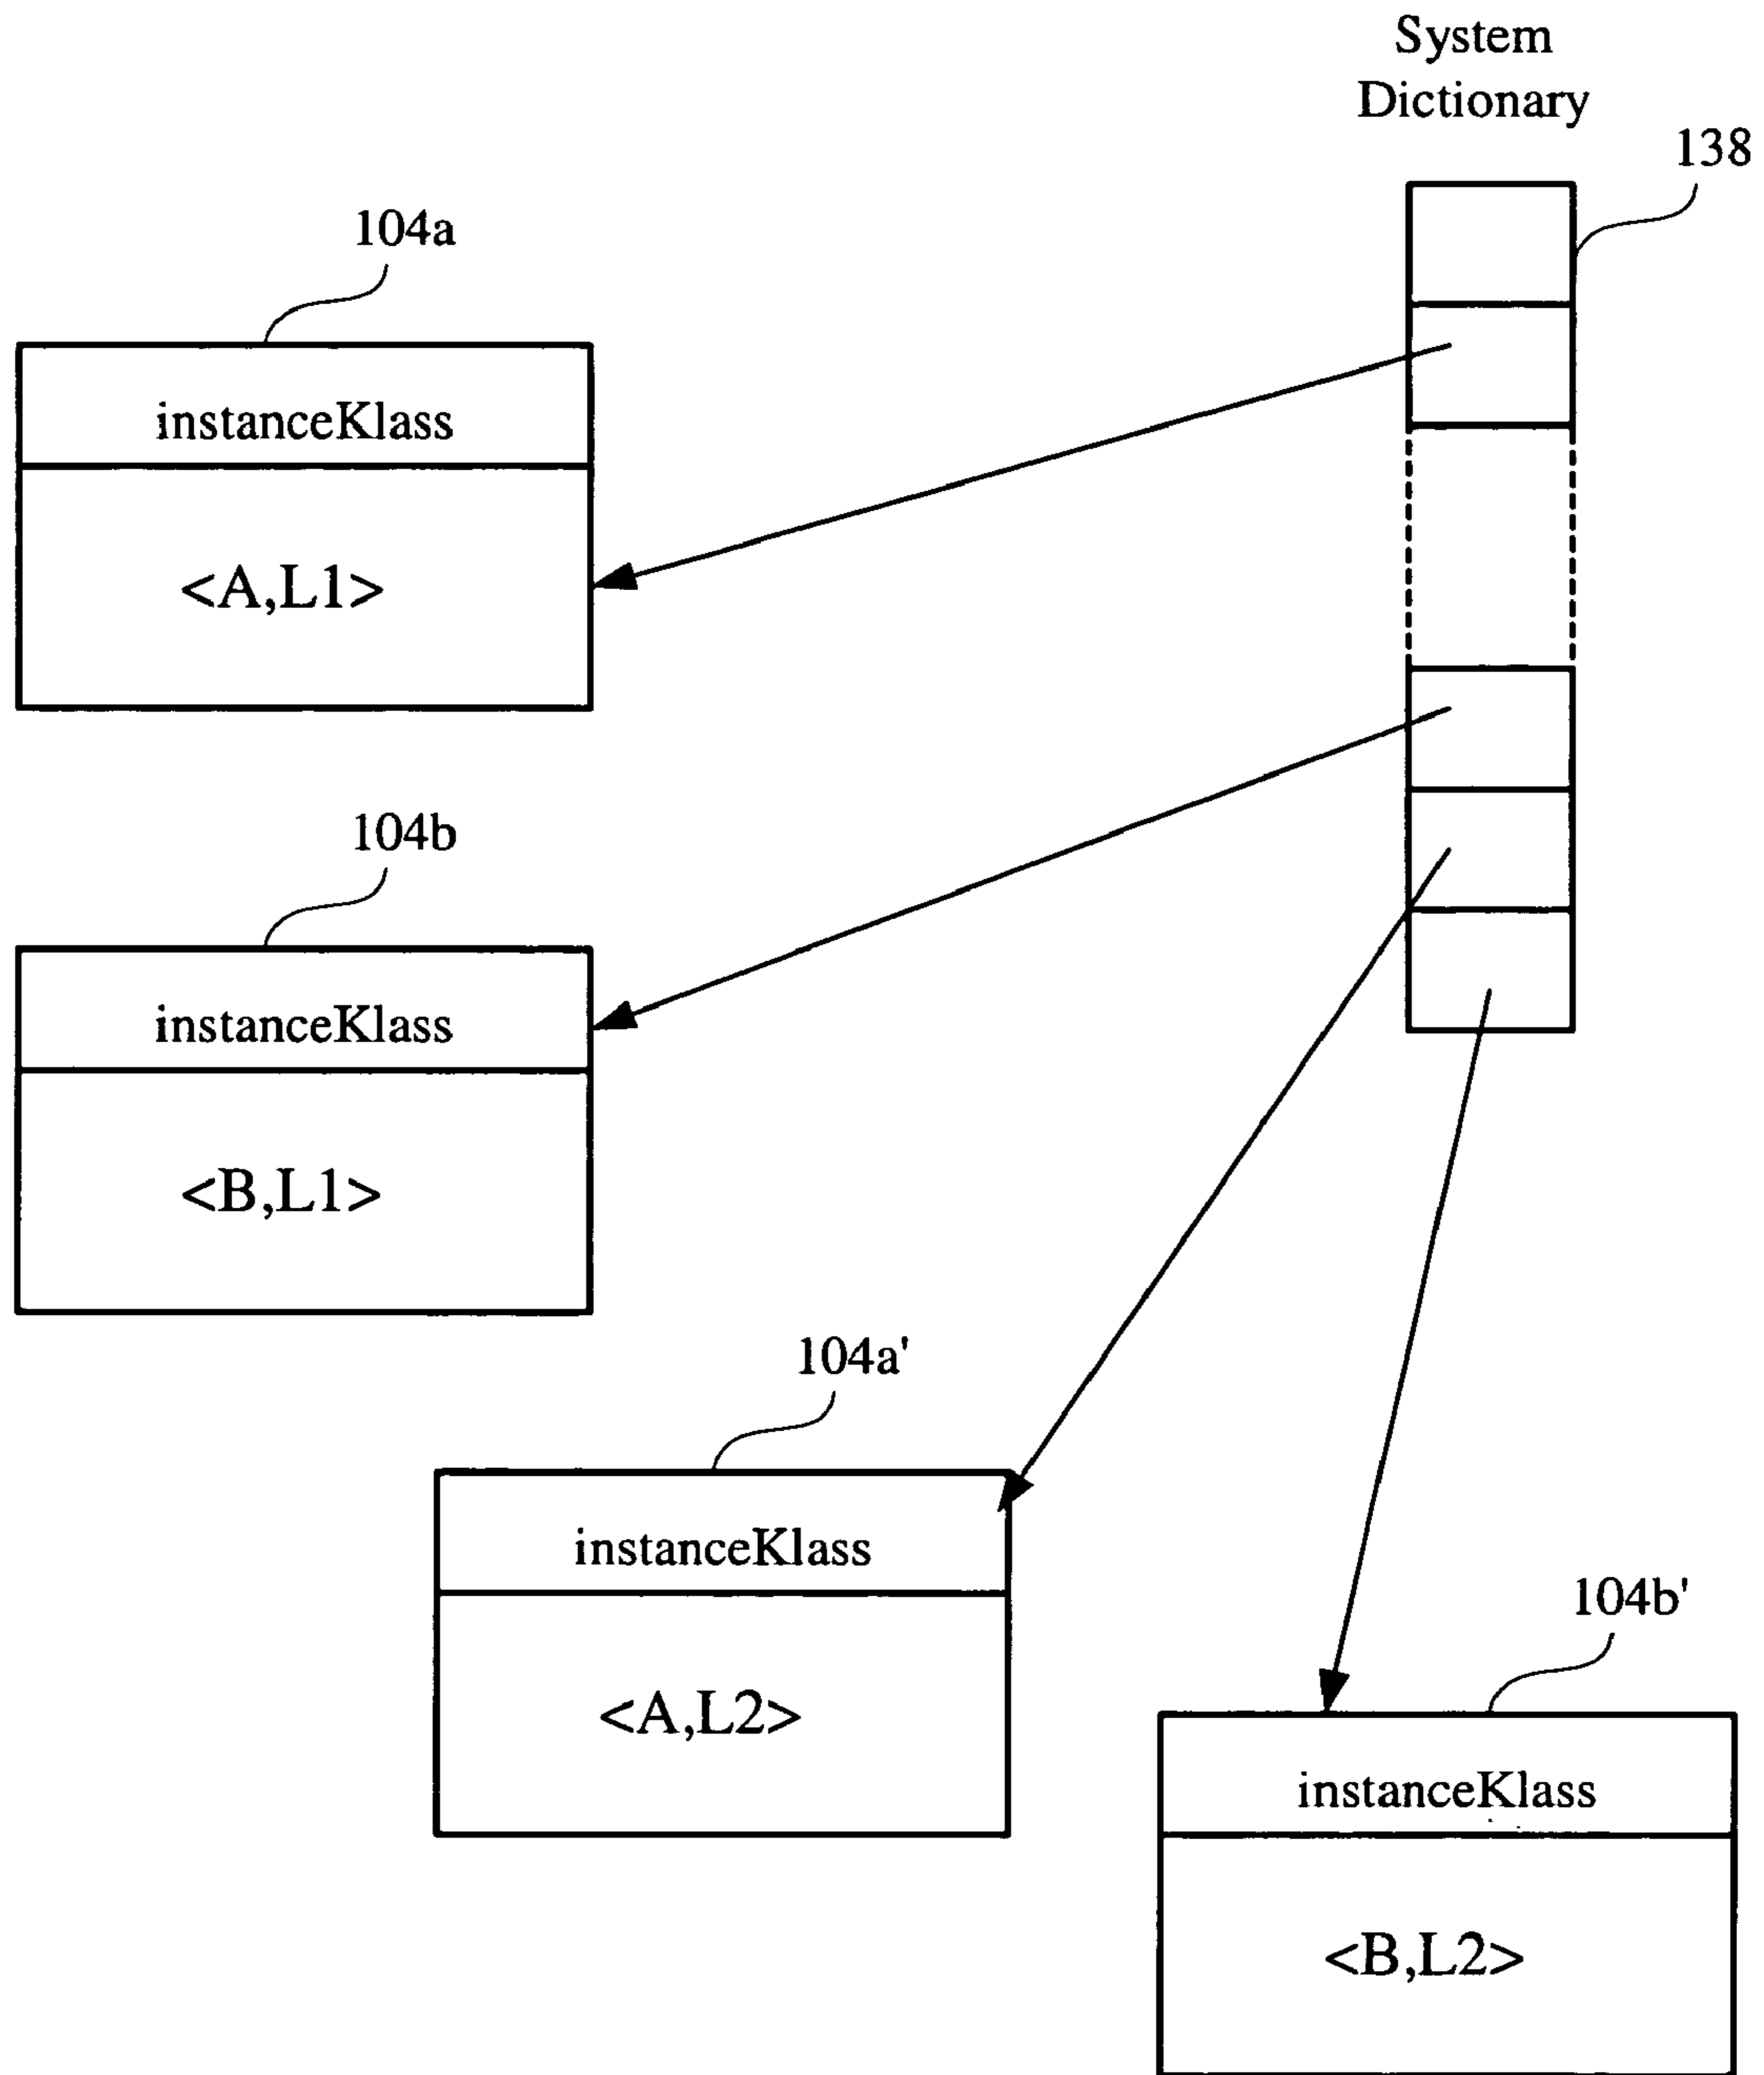 System
Dictionary
138
104a
instanceKlass
<A,L1>
104b
instanceKlass
<B,L1>
104a'
instanceKlass
<A,L2>
104b'
instanceKlass
<B,L2>